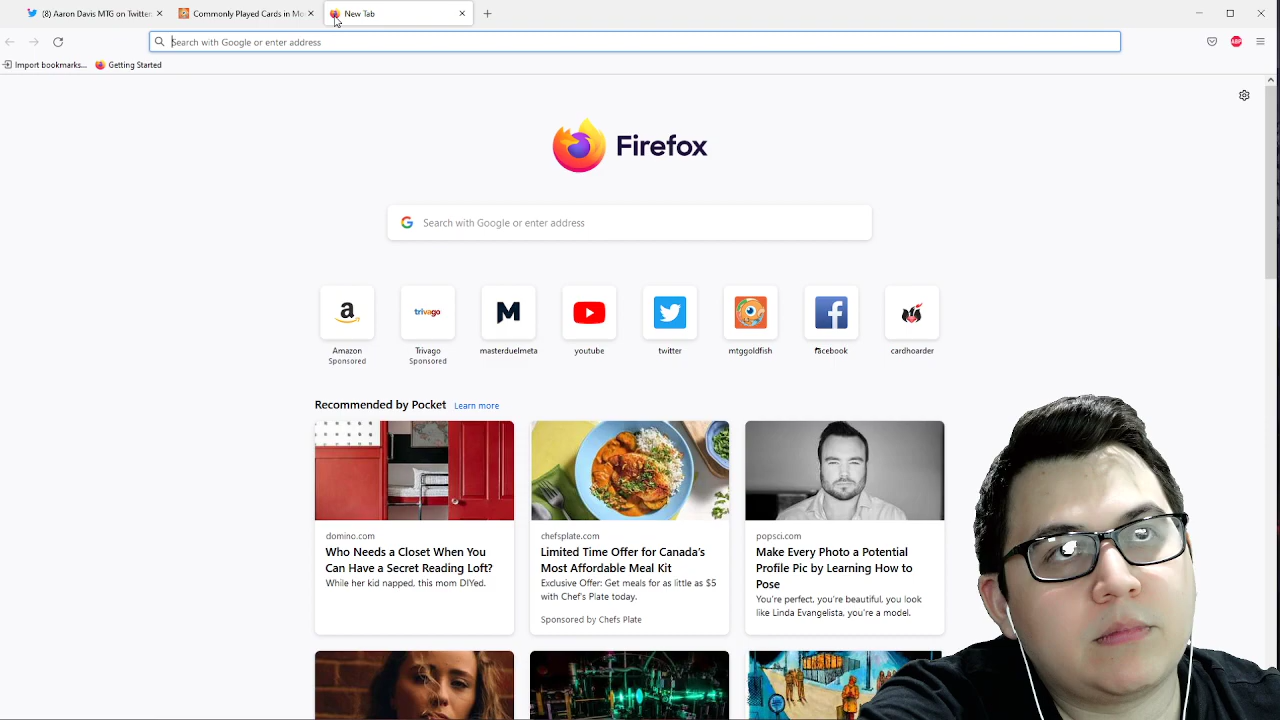 (8) Aaron Davis MTG on Twitter
Commonly Played Cards in Mo
New Tab
Search with Google or enter address
ABP
Import bookmarks...
Getting Started
Firefox
Search with Google or enter address
Amazon
Sponsored
Trivago
Sponsored
masterduelmeta
youtube
twitter
mtggoldfish
facebook
cardhoarder
Recommended by Pocket
Learn more
domino.com
Who Needs a Closet When You
Can Have a Secret Reading Loft?
While her kid napped, this mom DIYed.
chefsplate.com
Limited Time Offer for Canada's
Most Affordable Meal Kit
Exclusive Offer: Get meals for as little as $5
with Chef's Plate today.
Sponsored by Chefs Plate
popsci.com
Make Every Photo a Potential
Profile Pic by Learning How to
Pose
You're perfect, you're beautiful, you look
like Linda Evangelista, you're a model.